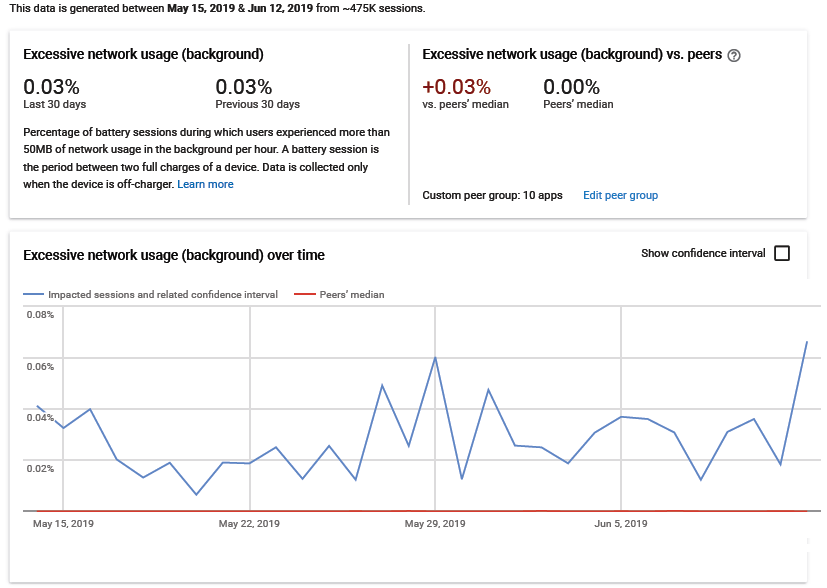 This data is generated between May 15, 2019 & Jun 12, 2019 from ~475K sessions.
Excessive network usage (background)
0.03%
0.03%
Last 30 days
Previous 30 days
Percentage of battery sessions during which users experienced more than
50MB of network usage in the background per hour. A battery session is
the period between two full charges of a device. Data is collected only
when the device is off-charger. Learn more
Excessive network usage (background) vs. peers ?
+0.03%
0.00%
vs. peers' median
Peers' median
Custom peer group: 10 apps
Edit peer group
Excessive network usage (background) over time
Show confidence interval
Impacted sessions and related confidence interval
Peers' median
0.08%
0.06%
0.04%
0.02%
May 15, 2019
May 22, 2019
May 29, 2019
Jun 5, 2019